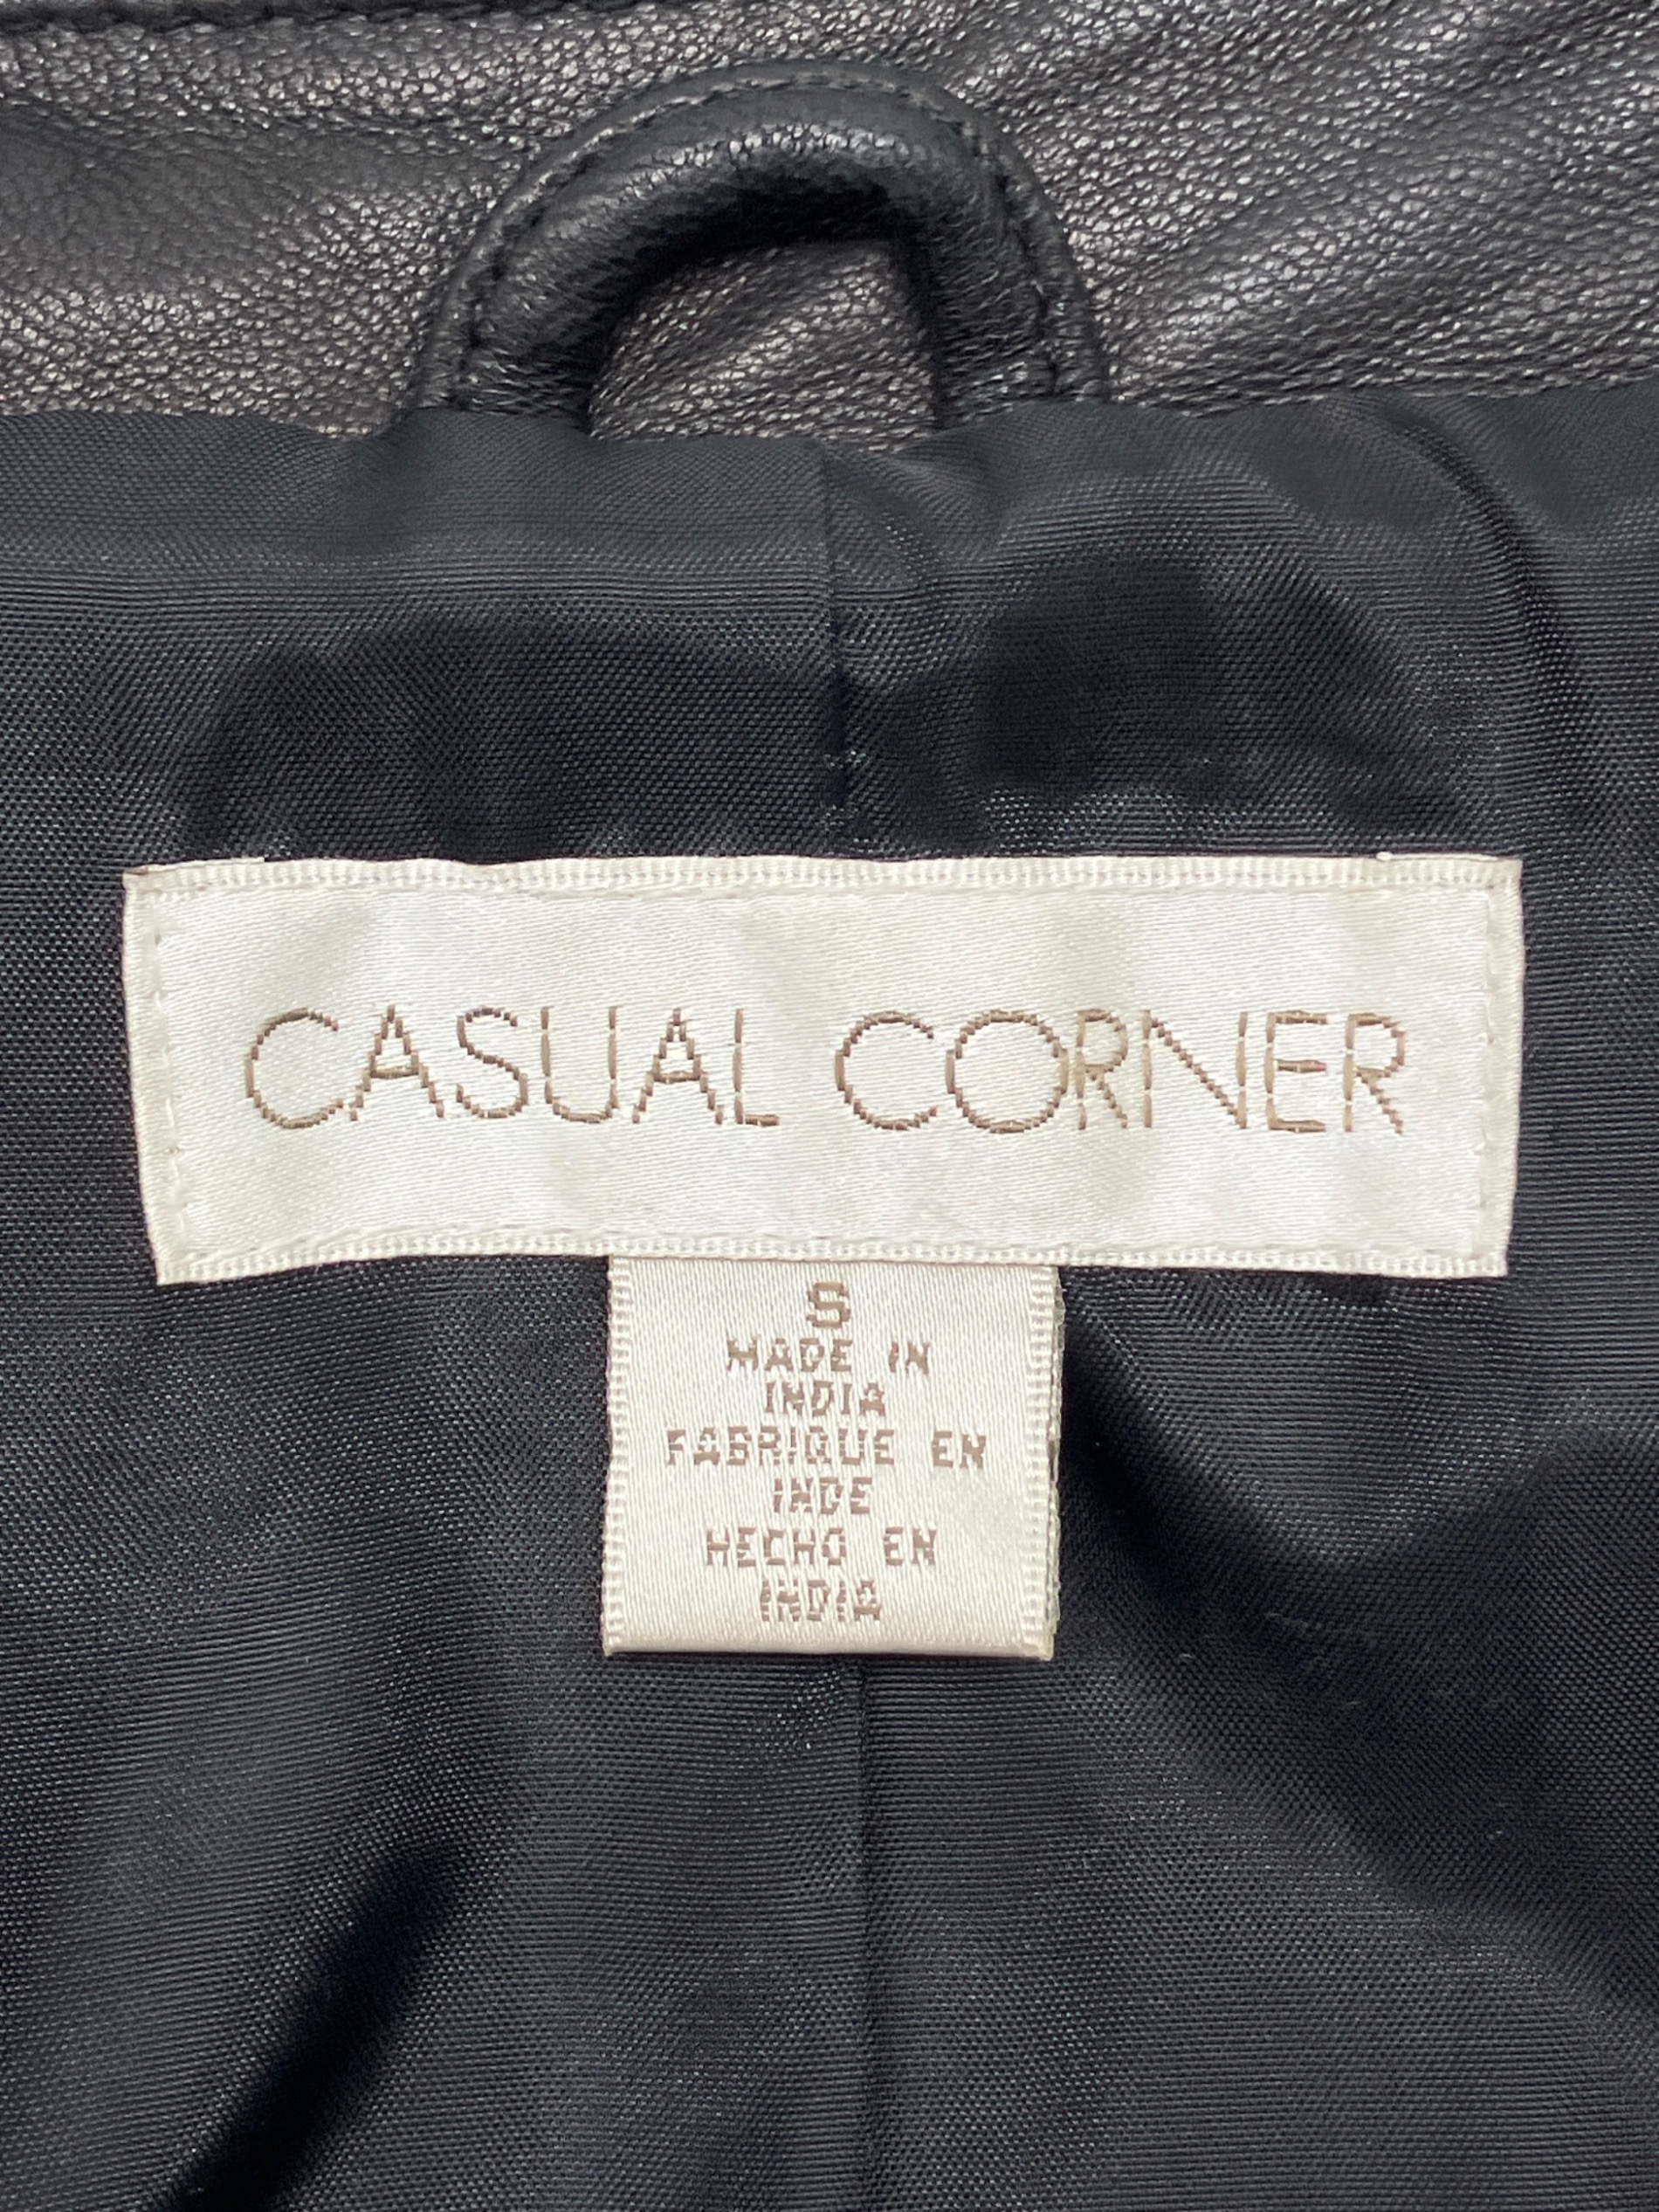 CASUAL CORNER
S
MADE IN
INDIA
FABRIQUE EN
INDE
HECHO EN
INDIA